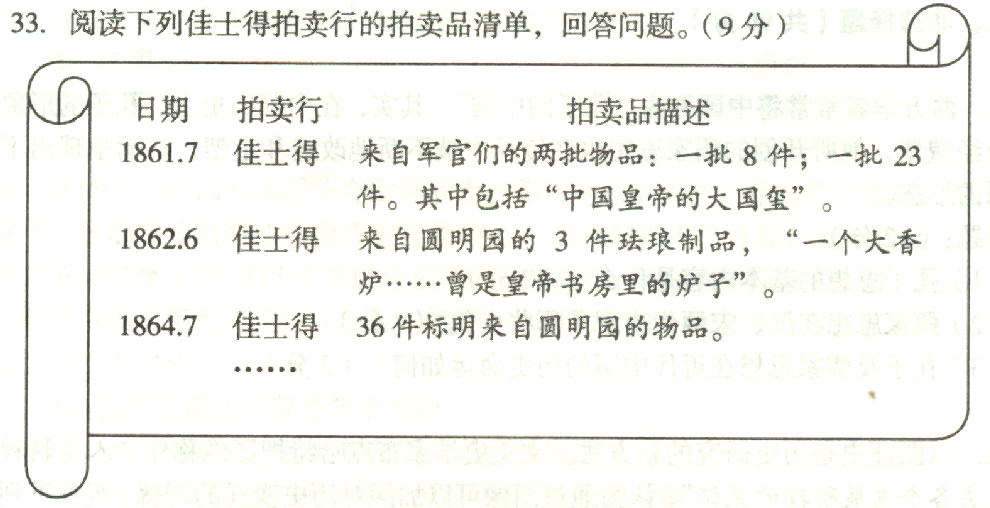 33. 阅读下列佳士得拍卖行的拍卖品清单，回答问题。(9分)
日期 拍卖行 拍卖品描述
1861.7 佳士得 来自军官们的两批物品：一批 8 件；一批 23
件。其中包括“中国皇帝的大国玺”。
1862.6 佳士得 来自圆明园的 3 件珐琅制品，“一个大香
炉……曾是皇帝书房里的炉子”。
1864.7 佳士得 36件标明来自圆明园的物品。
……